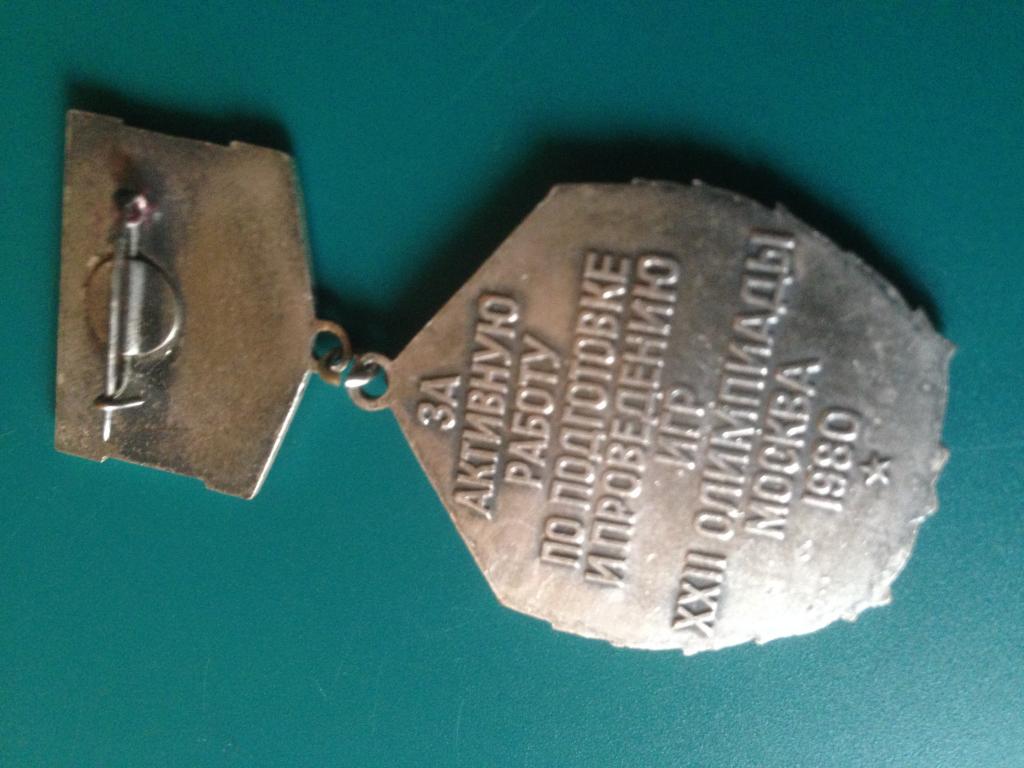 ЗА
АКТИВНУЮ
РАБОТУ
ПО ПОДГОТОВКЕ
И ПРОВЕДЕНИЮ
ИГР
XXII ОЛИМПИАДЫ
МОСКВА
1980